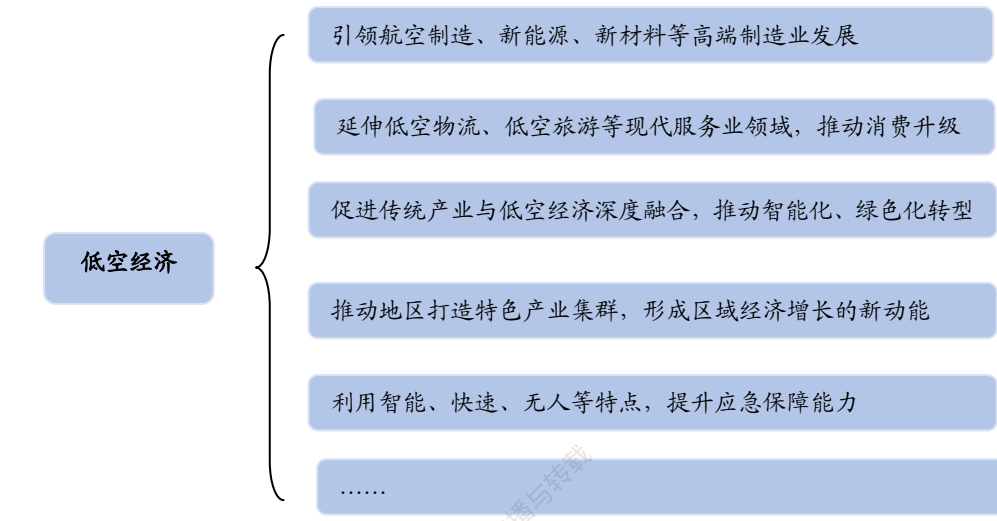 引领航空制造、新能源、新材料等高端制造业发展
延伸低空物流、低空旅游等现代服务业领域，推动消费升级
促进传统产业与低空经济深度融合，推动智能化、绿色化转型
低空经济
推动地区打造特色产业集群，形成区域经济增长的新动能
利用智能、快速、无人等特点，提升应急保障能力
……
播与转载